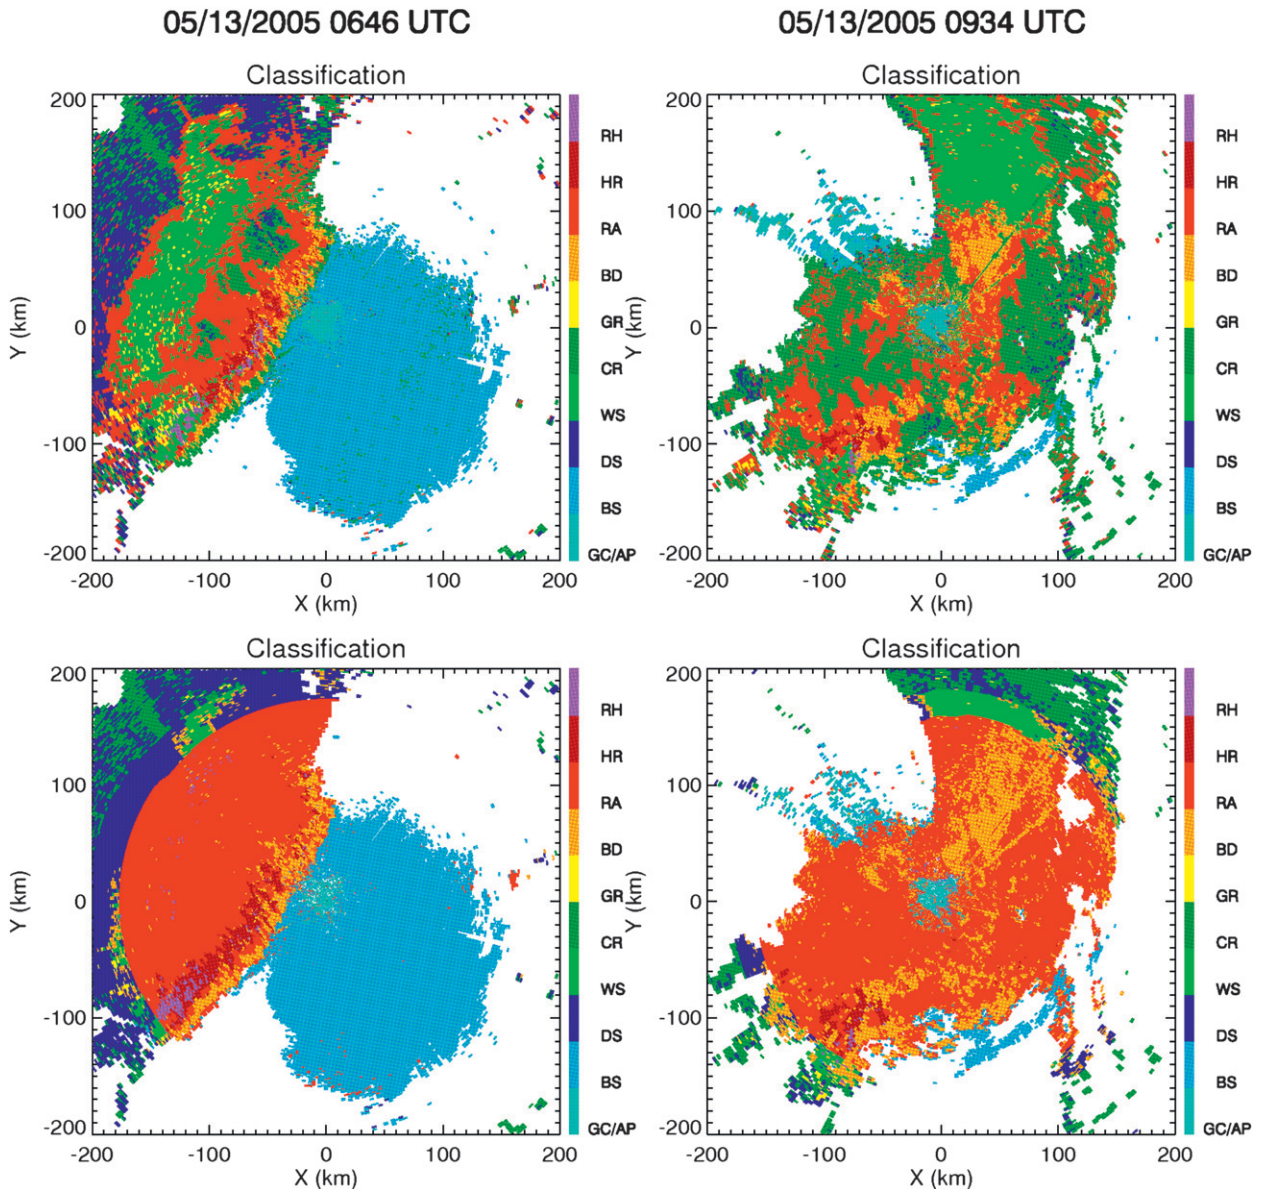 05/13/2005 0646 UTC
05/13/2005 0934 UTC
Classification
200
100
0
-100
-200
Y (km)
-200
-100
0
100
200
X (km)
RH
HR
RA
BD
GR
CR
WS
DS
BS
GC/AP
Classification
200
100
0
-100
-200
Y (km)
-200
-100
0
100
200
X (km)
RH
HR
RA
BD
GR
CR
WS
DS
BS
GC/AP
Classification
200
100
0
-100
-200
Y (km)
-200
-100
0
100
200
X (km)
RH
HR
RA
BD
GR
CR
WS
DS
BS
GC/AP
Classification
200
100
0
-100
-200
Y (km)
-200
-100
0
100
200
X (km)
RH
HR
RA
BD
GR
CR
WS
DS
BS
GC/AP